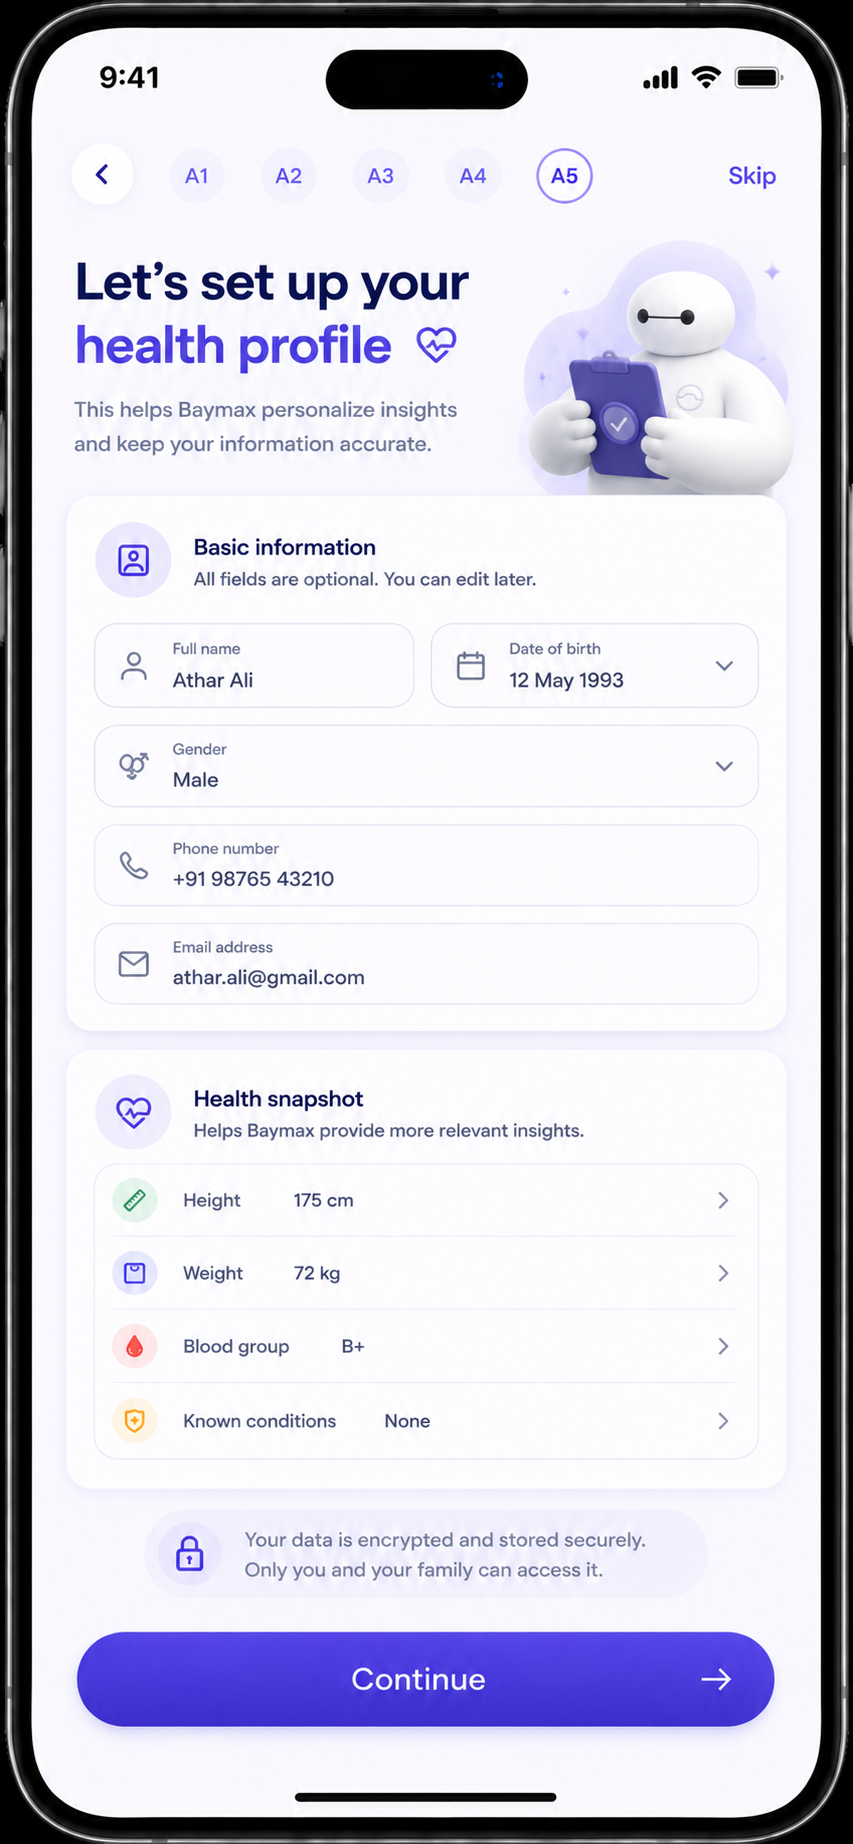 9:41
A1 A2 A3 A4 A5 Skip
Let’s set up your
health profile
This helps Baymax personalize insights
and keep your information accurate.
Basic information
All fields are optional. You can edit later.
Full name
Athar Ali
Date of birth
12 May 1993
Gender
Male
Phone number
+91 98765 43210
Email address
athar.ali@gmail.com
Health snapshot
Helps Baymax provide more relevant insights.
Height 175 cm
Weight 72 kg
Blood group B+
Known conditions None
Your data is encrypted and stored securely.
Only you and your family can access it.
Continue